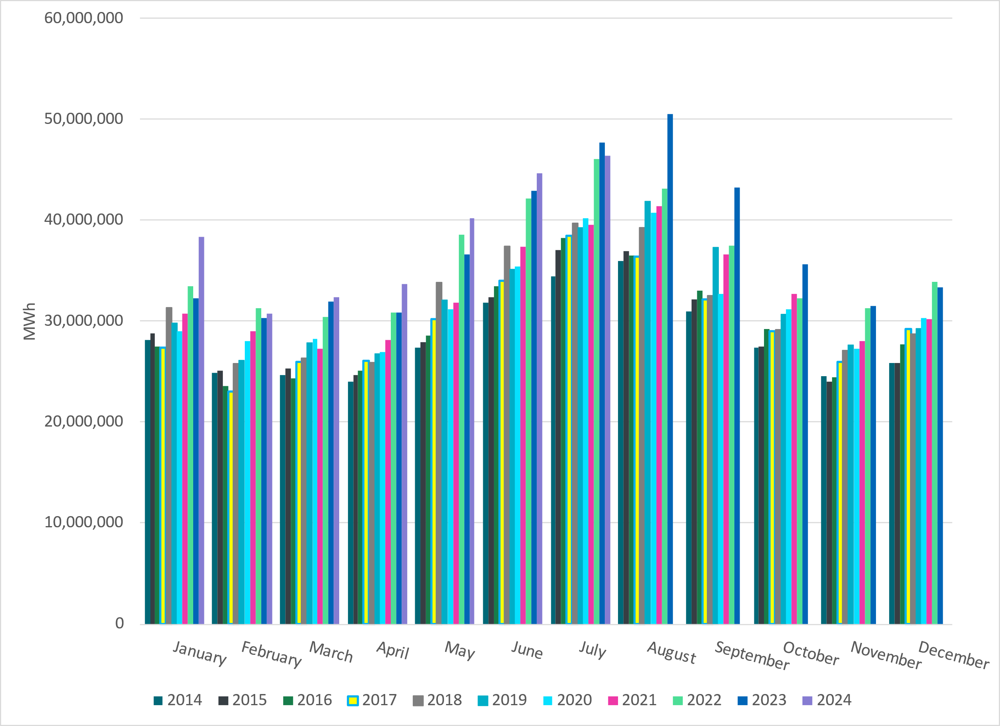 60,000,000
50,000,000
40,000,000
30,000,000
20,000,000
10,000,000
0
MWh
January February March April May June July August September October November December
2014 2015 2016 2017 2018 2019 2020 2021 2022 2023 2024